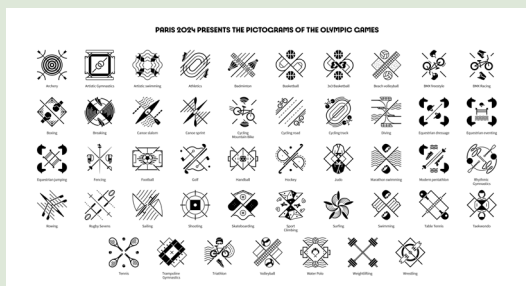 PARIS 2024 PRESENTS THE PICTOGRAMS OF THE OLYMPIC GAMES
Archery Artistic Gymnastics Artistic swimming Athletics Badminton Basketball 3x3 Basketball Beach volleyball BMX freestyle BMX Racing
Boxing Breaking Canoe slalom Canoe sprint Cycling Mountain Bike Cycling road Cycling track Diving Equestrian dressage Equestrian eventing
Equestrian jumping Fencing Football Golf Handball Hockey Judo Marathon swimming Modern pentathlon Rhythmic Gymnastics
Rowing Rugby Sevens Sailing Shooting Skateboarding Sport Climbing Surfing Swimming Table Tennis Taekwondo
Tennis Trampoline Gymnastics Triathlon Volleyball Water Polo Weightlifting Wrestling